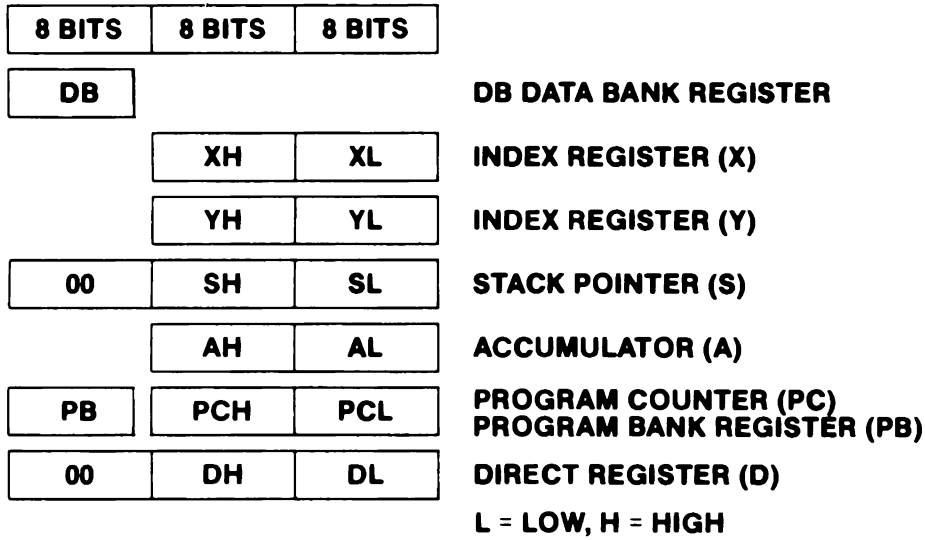 8 BITS 8 BITS 8 BITS
DB DB DATA BANK REGISTER
XH XL INDEX REGISTER (X)
YH YL INDEX REGISTER (Y)
00 SH SL STACK POINTER (S)
AH AL ACCUMULATOR (A)
PB PCH PCL PROGRAM COUNTER (PC)
PROGRAM BANK REGISTER (PB)
00 DH DL DIRECT REGISTER (D)
L = LOW, H = HIGH